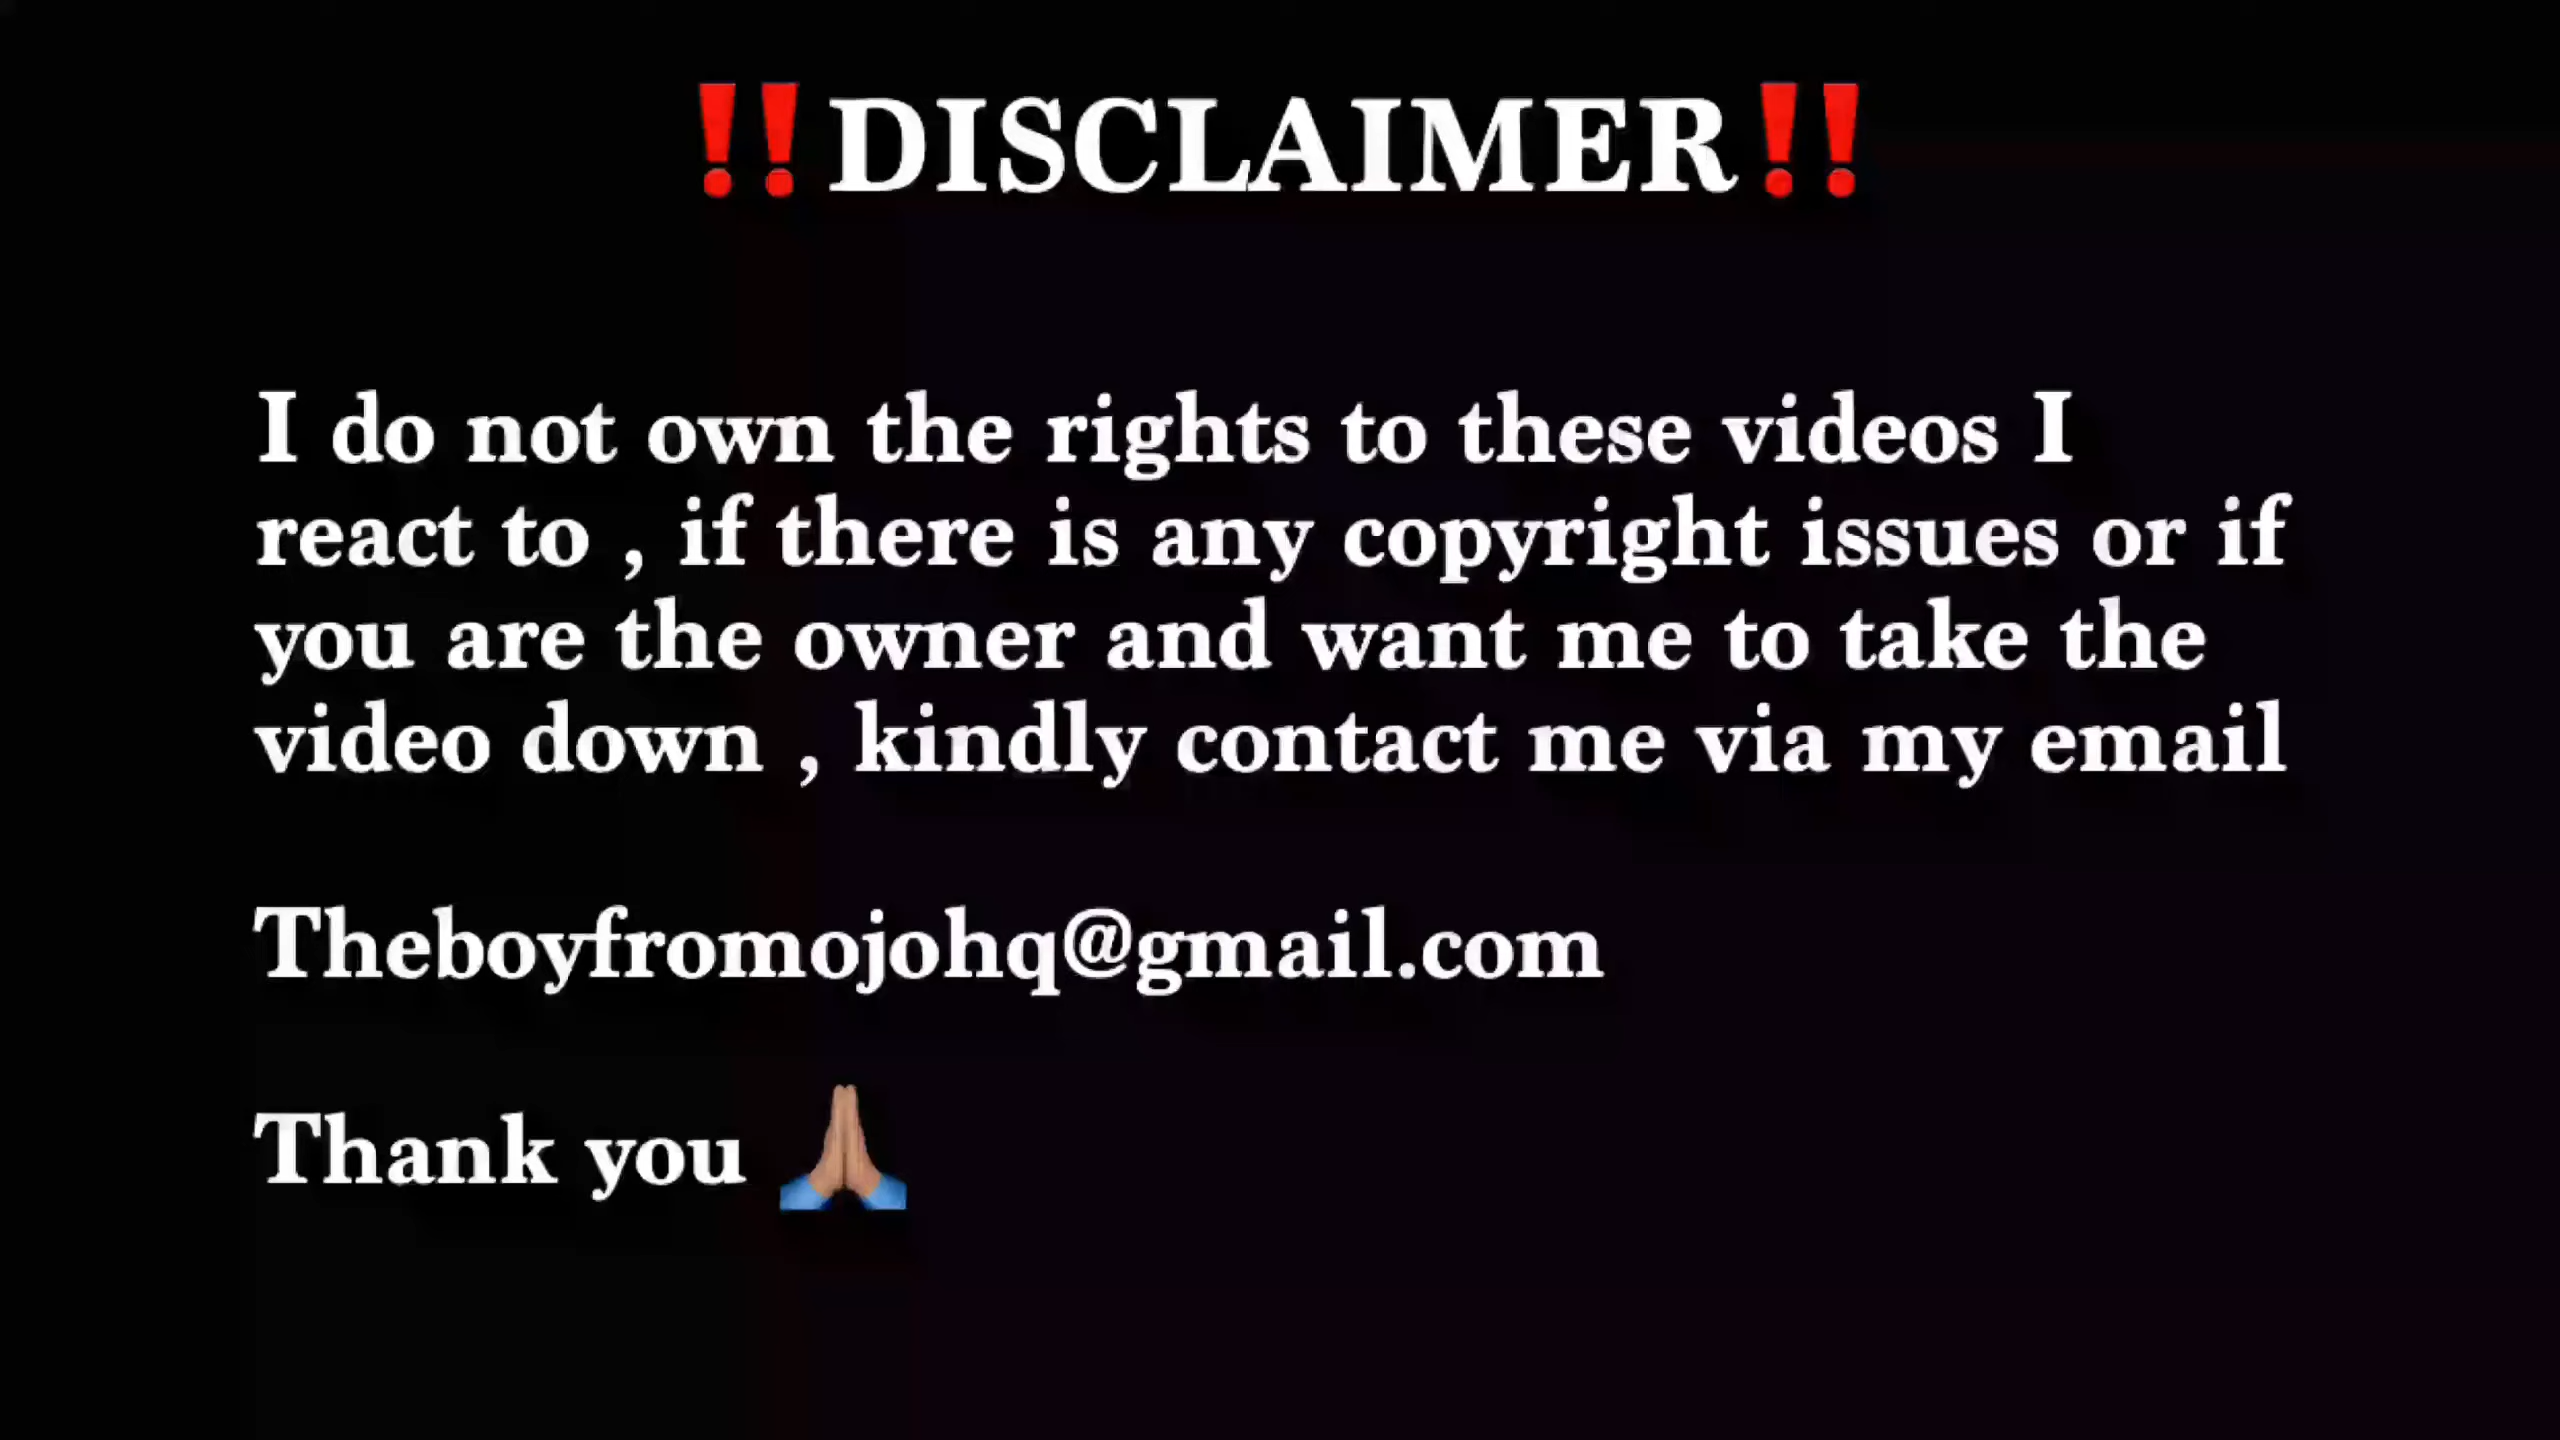 ‼️DISCLAIMER‼️
I do not own the rights to these videos I
react to , if there is any copyright issues or if
you are the owner and want me to take the
video down , kindly contact me via my email
Theboyfromojohq@gmail.com
Thank you 🙏🏽